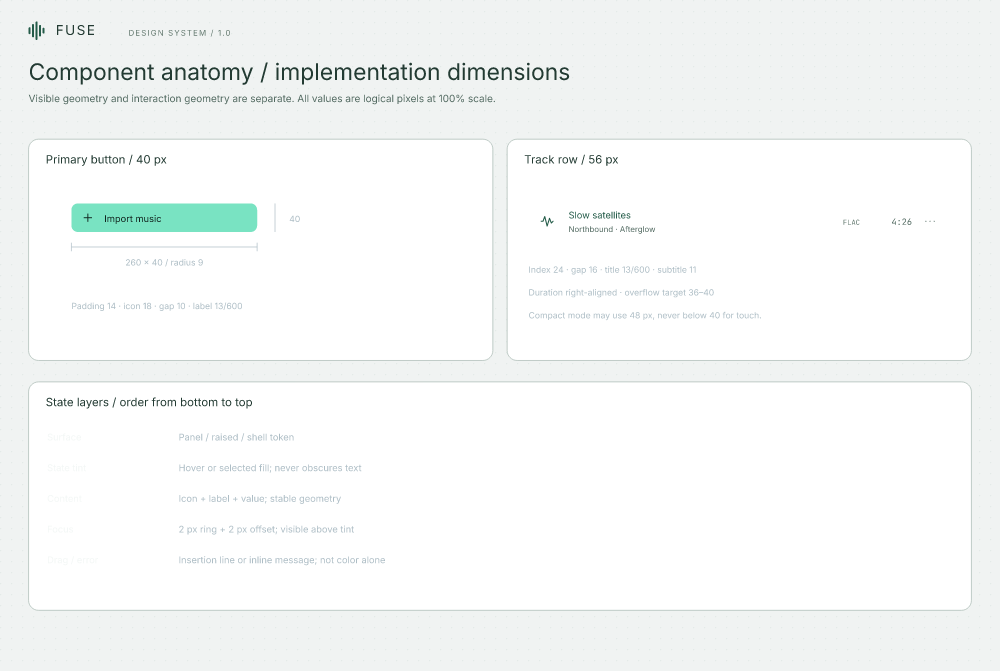 FUSE
DESIGN SYSTEM / 1.0
Component anatomy / implementation dimensions
Visible geometry and interaction geometry are separate. All values are logical pixels at 100% scale.
Primary button / 40 px
Import music
40
260 × 40 / radius 9
Padding 14 · icon 18 · gap 10 · label 13/600
Track row / 56 px
Slow satellites
Northbound · Afterglow
FLAC
4:26
Index 24 · gap 16 · title 13/600 · subtitle 11
Duration right-aligned · overflow target 36–40
Compact mode may use 48 px, never below 40 for touch.
State layers / order from bottom to top
Surface
Panel / raised / shell token
State tint
Hover or selected fill; never obscures text
Content
Icon + label + value; stable geometry
Focus
2 px ring + 2 px offset; visible above tint
Drag / error
Insertion line or inline message; not color alone